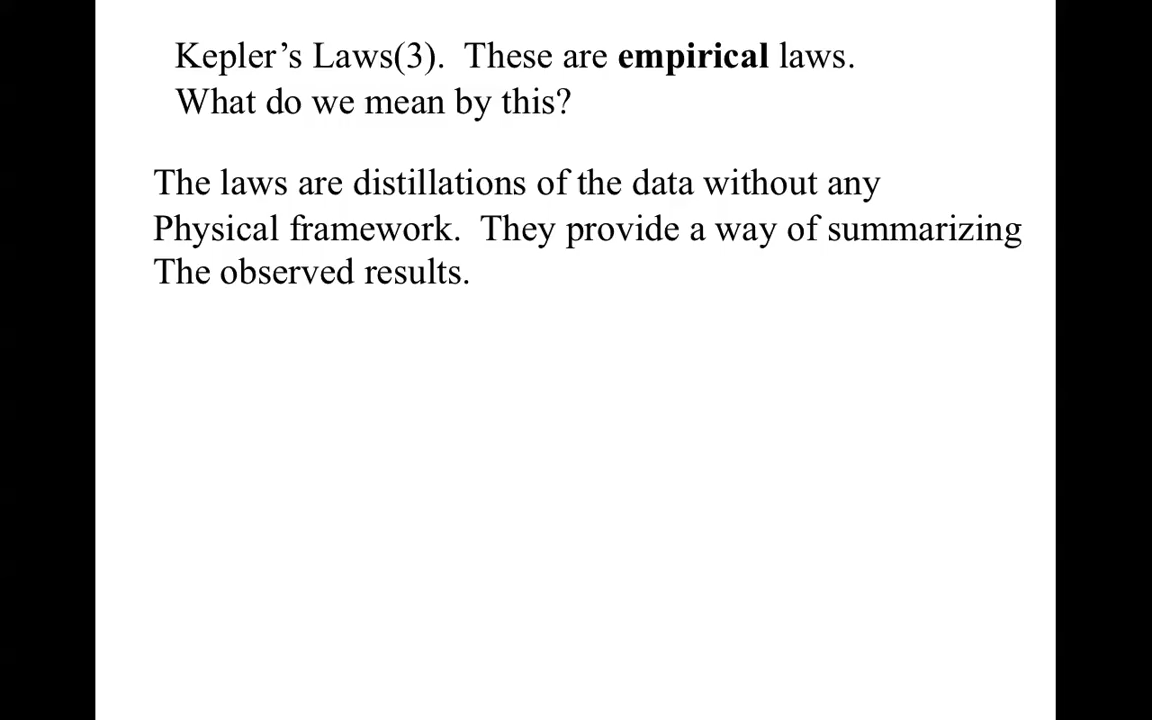 Kepler’s Laws(3).  These are empirical laws.
What do we mean by this?
The laws are distillations of the data without any
Physical framework.  They provide a way of summarizing
The observed results.